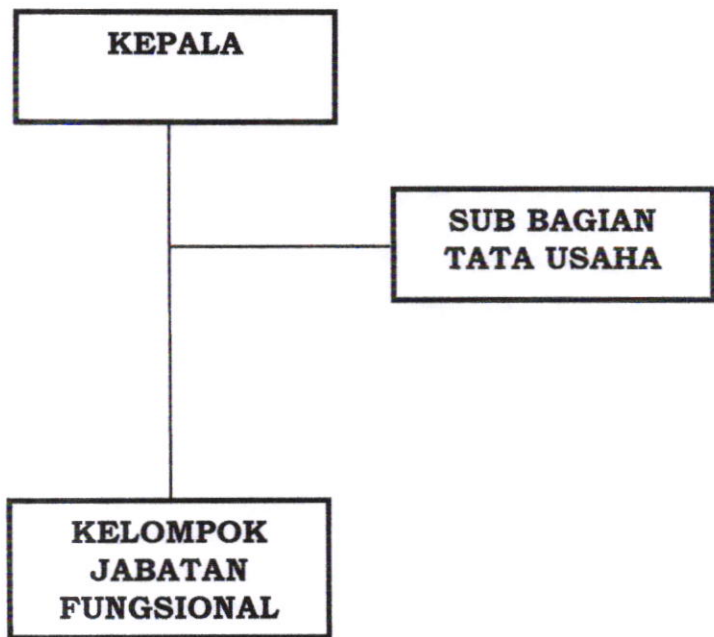 KEPALA
SUB BAGIAN
TATA USAHA
KELOMPOK
JABATAN
FUNGSIONAL